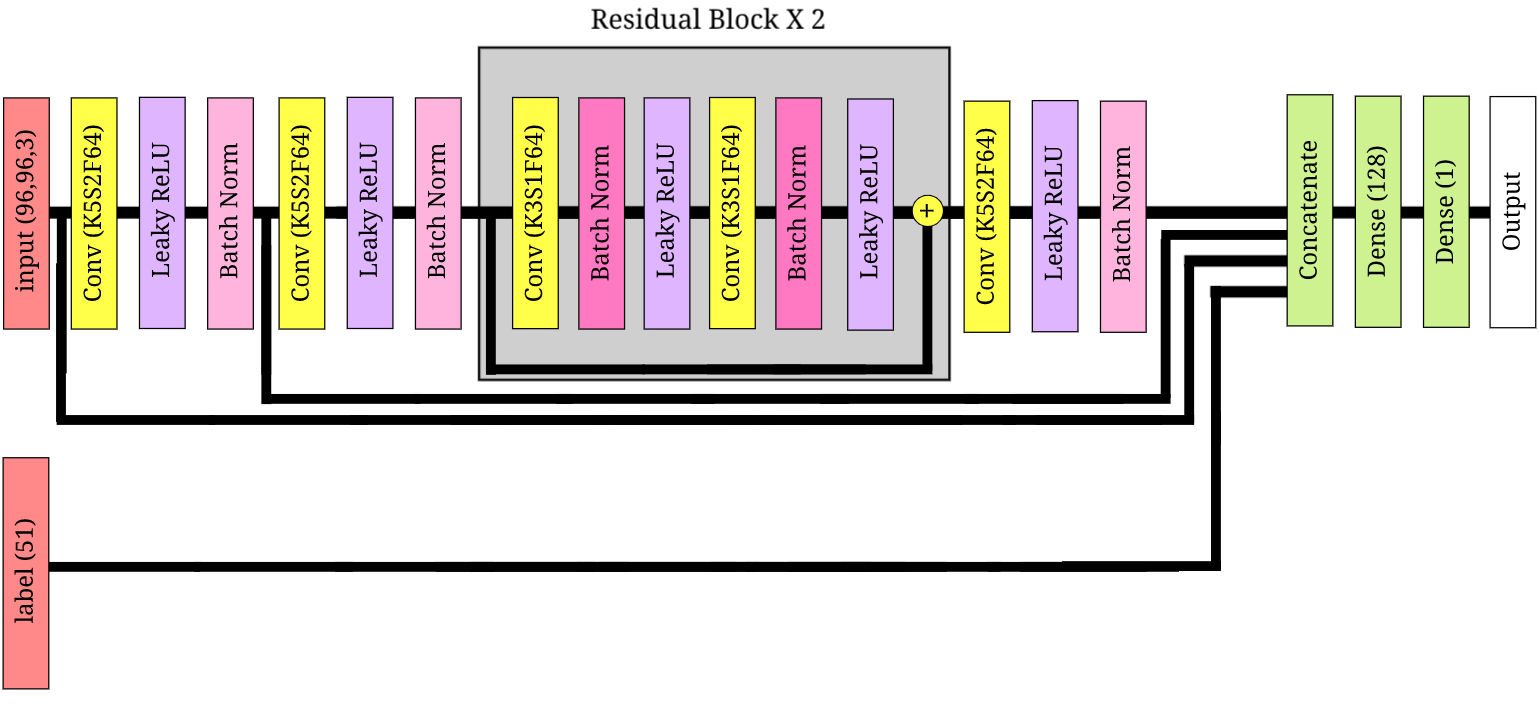 Residual Block X 2
input (96,96,3)
Conv (K5S2F64)
Leaky ReLU
Batch Norm
Conv (K5S2F64)
Leaky ReLU
Batch Norm
Conv (K3S1F64)
Batch Norm
Leaky ReLU
Conv (K3S1F64)
Batch Norm
Leaky ReLU
+
Conv (K5S2F64)
Leaky ReLU
Batch Norm
Concatenate
Dense (128)
Dense (1)
Output
label (51)